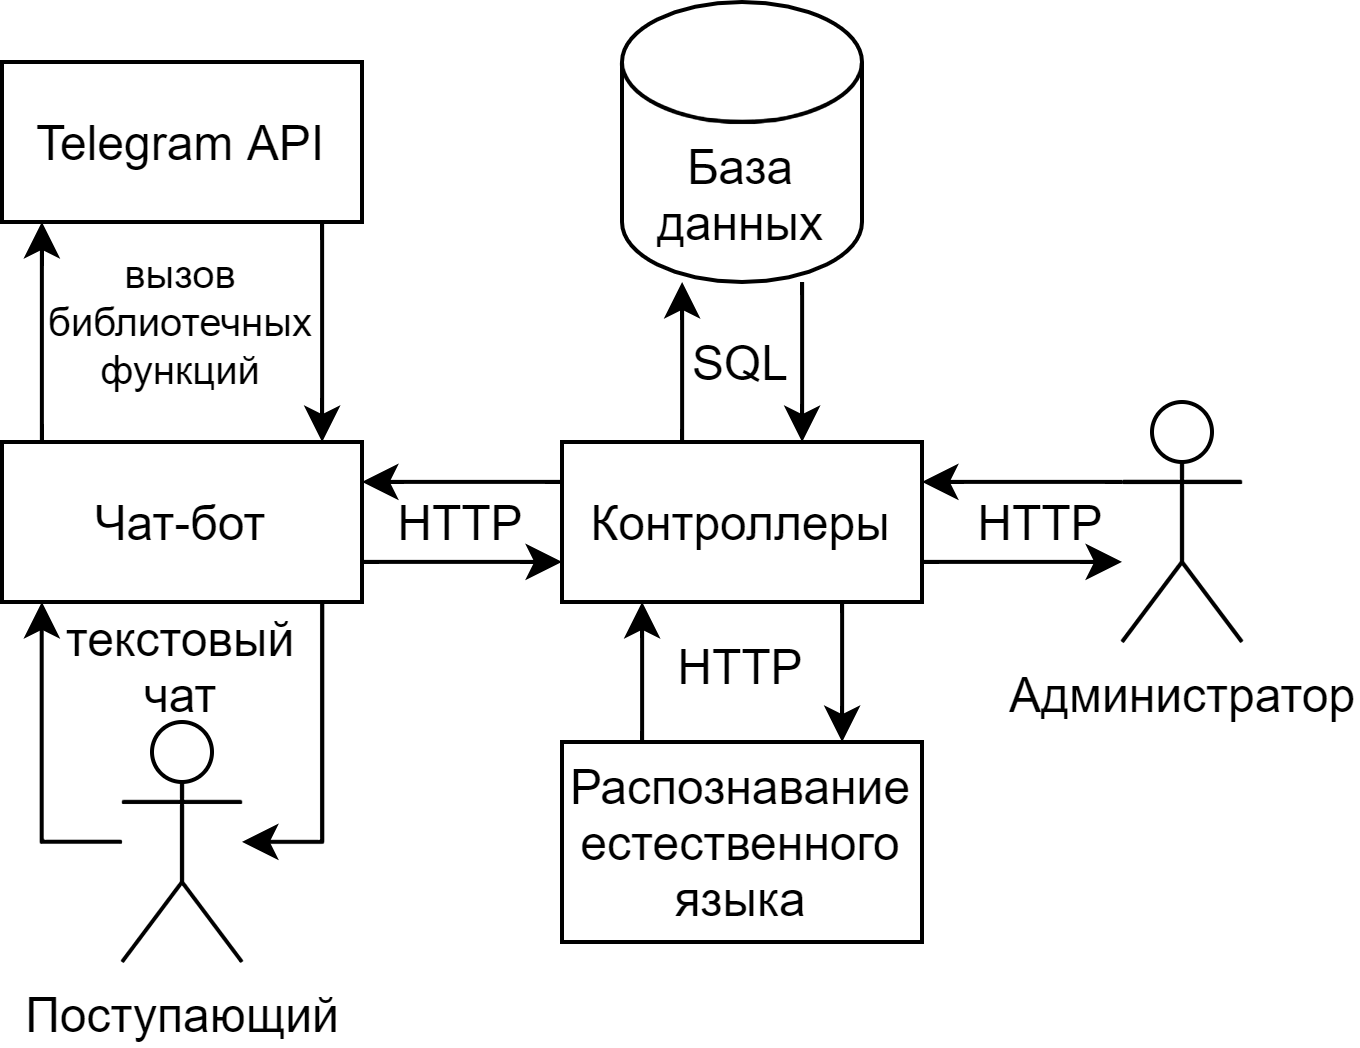 Telegram API
База
данных
вызов
библиотечных
функций
SQL
Чат-бот
HTTP
Контроллеры
HTTP
текстовый
чат
HTTP
Администратор
Распознавание
естественного
языка
Поступающий